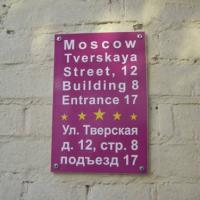 Moscow
Tverskaya
Street, 12
Building 8
Entrance 17
Ул. Тверская
д. 12, стр. 8
подъезд 17